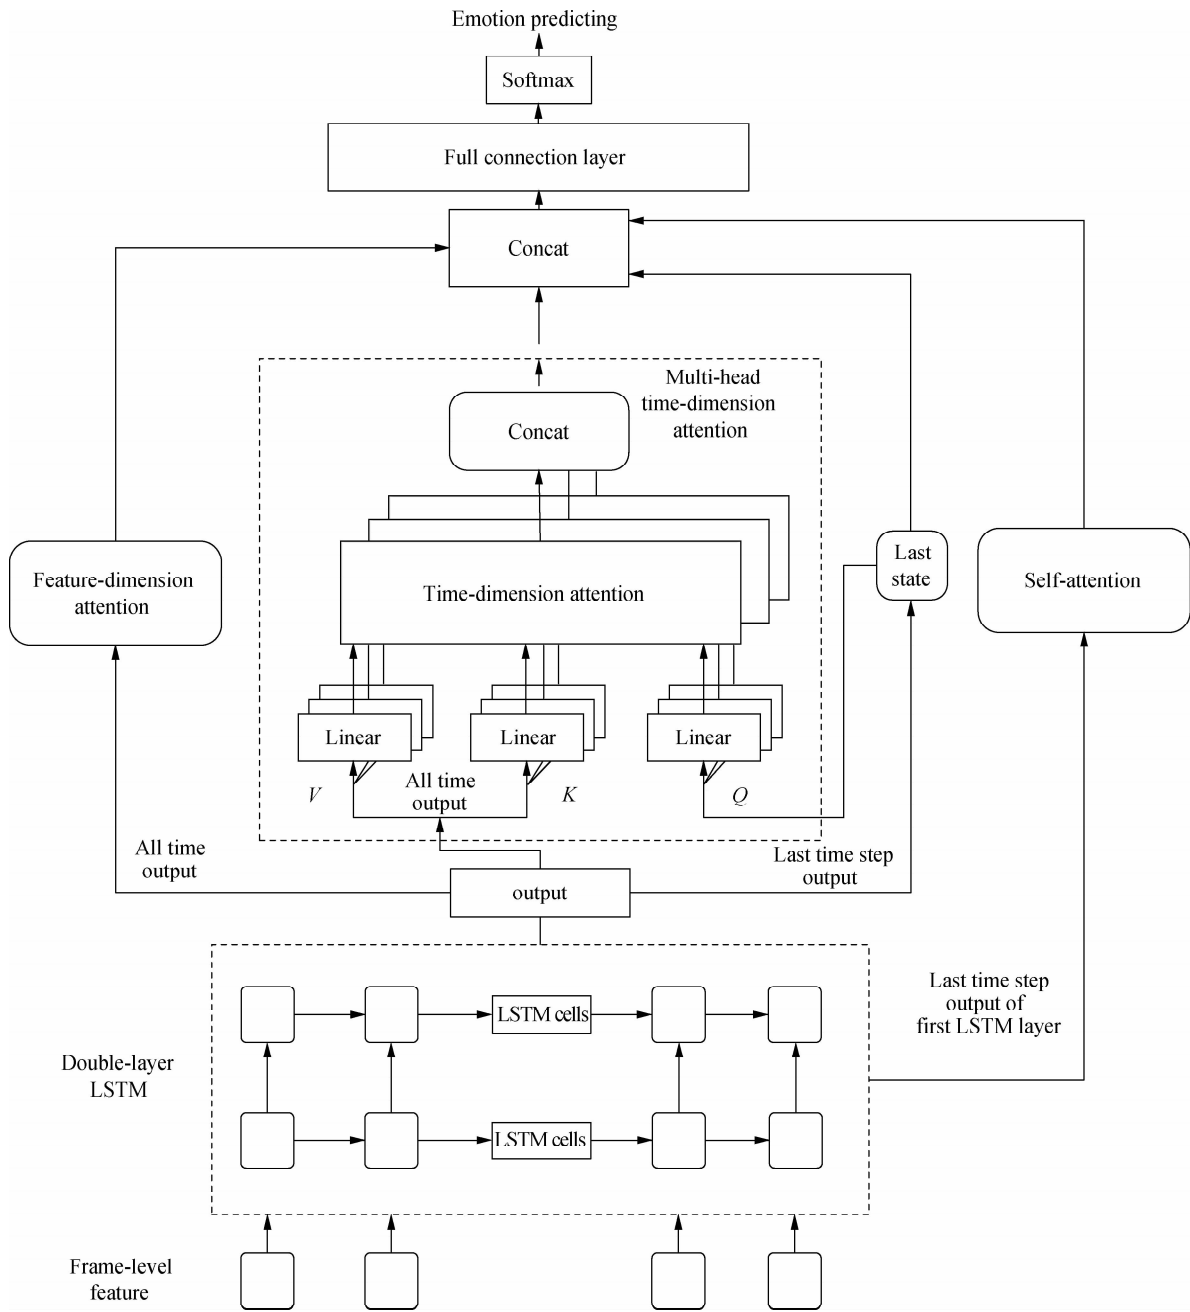 Emotion predicting
Softmax
Full connection layer
Concat
Multi-head
time-dimension
attention
Concat
Feature-dimension
attention
Time-dimension attention
Last
state
Self-attention
Linear
Linear
Linear
V
All time
output
K
Q
All time
output
Last time step
output
output
Last time step
output of
first LSTM layer
LSTM cells
Double-layer
LSTM
LSTM cells
Frame-level
feature